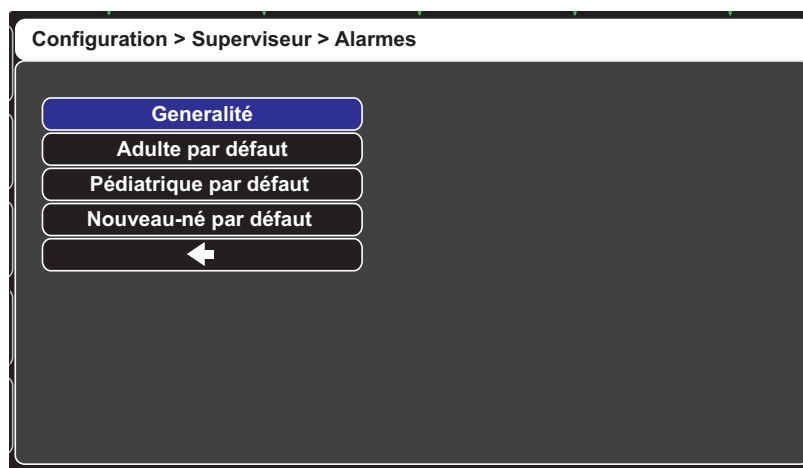 Configuration > Superviseur > Alarmes
Generalité
Adulte par défaut
Pédiatrique par défaut
Nouveau-né par défaut